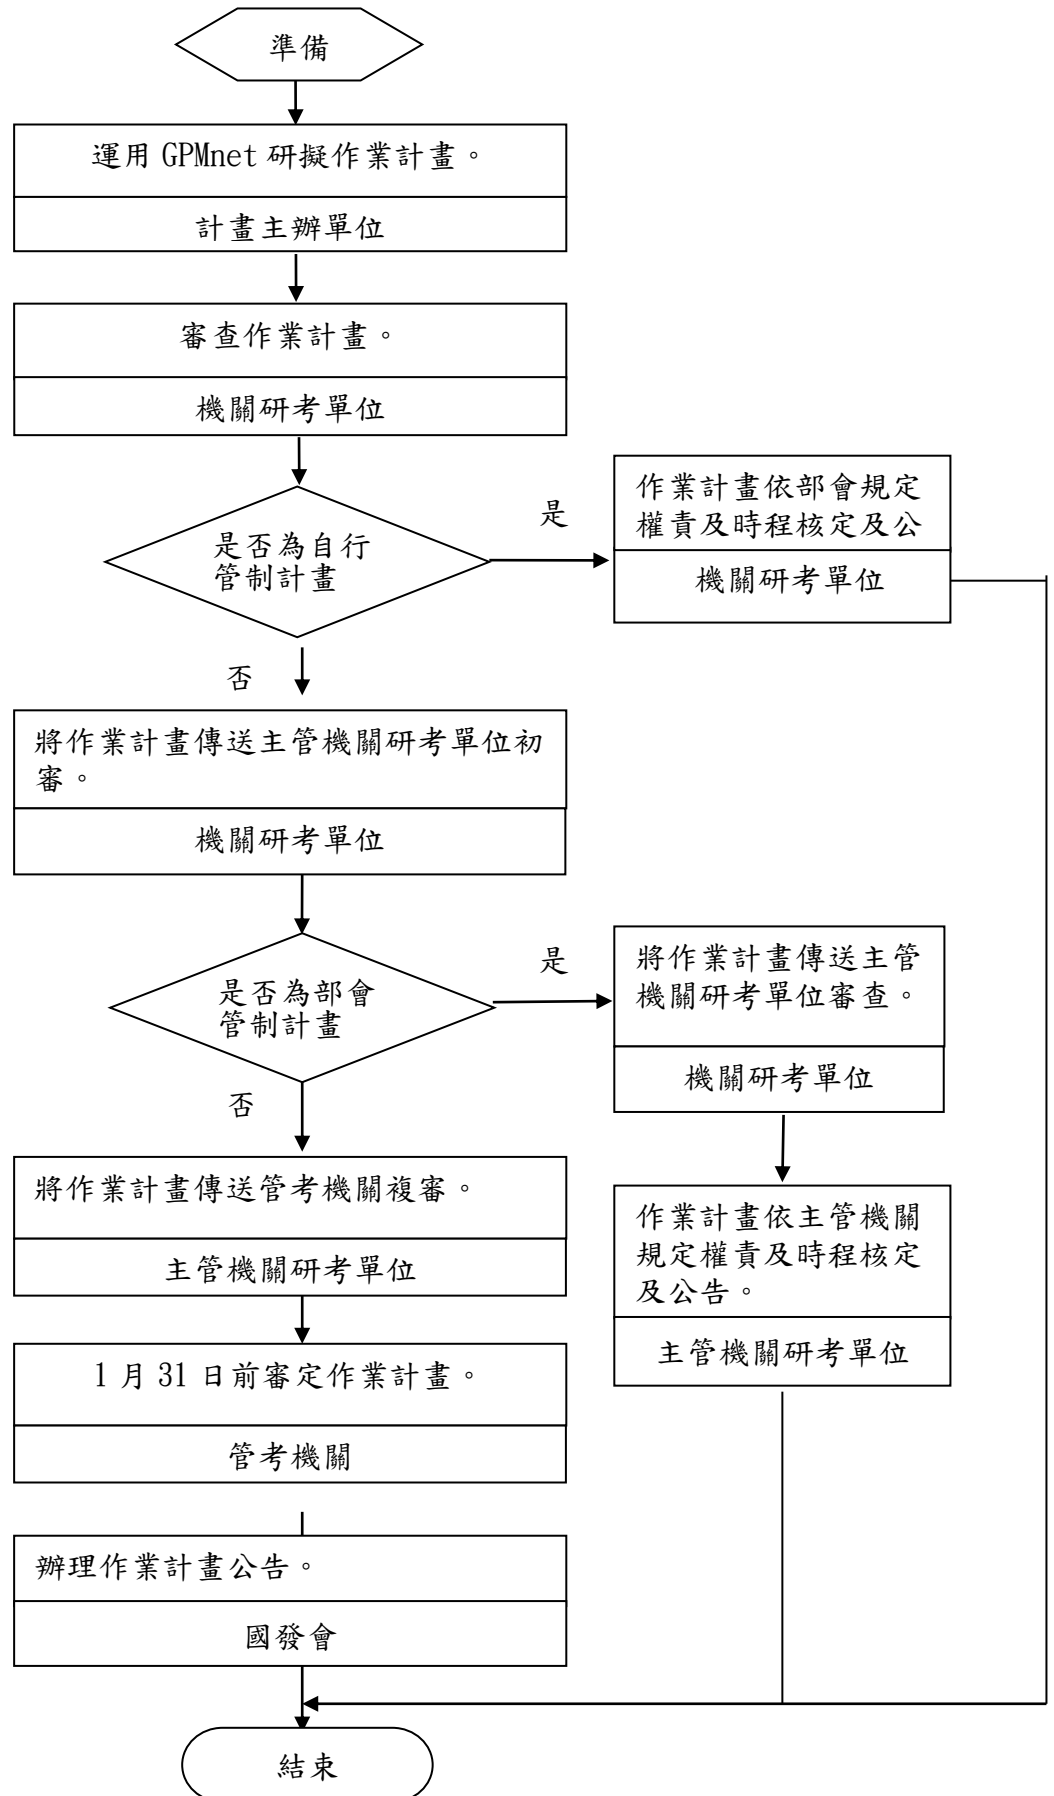 準備
運用 GPMnet 研擬作業計畫。
計畫主辦單位
審查作業計畫。
機關研考單位
是否為自行
管制計畫
是
作業計畫依部會規定
權責及時程核定及公
機關研考單位
否
將作業計畫傳送主管機關研考單位初
審。
機關研考單位
是否為部會
管制計畫
是
將作業計畫傳送主管
機關研考單位審查。
機關研考單位
作業計畫依主管機關
規定權責及時程核定
及公告。
主管機關研考單位
否
將作業計畫傳送管考機關複審。
主管機關研考單位
1 月 31 日前審定作業計畫。
管考機關
辦理作業計畫公告。
國發會
結束